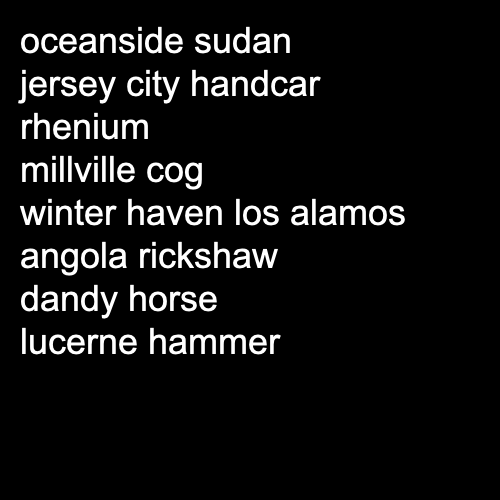 oceanside sudan
jersey city handcar
rhenium
millville cog
winter haven los alamos
angola rickshaw
dandy horse
lucerne hammer